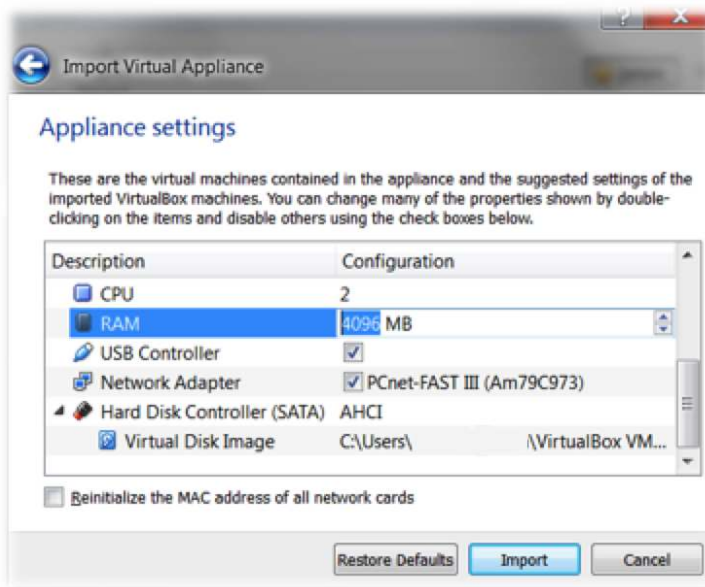 ?
X
Import Virtual Appliance
Appliance settings
These are the virtual machines contained in the appliance and the suggested settings of the
imported VirtualBox machines. You can change many of the properties shown by double-
clicking on the items and disable others using the check boxes below.
Description Configuration
CPU 2
RAM 4096 MB
USB Controller
Network Adapter PCnet-FAST III (Am79C973)
Hard Disk Controller (SATA) AHCI
Virtual Disk Image C:\Users\ \VirtualBox VM...
Reinitialize the MAC address of all network cards
Restore Defaults Import Cancel